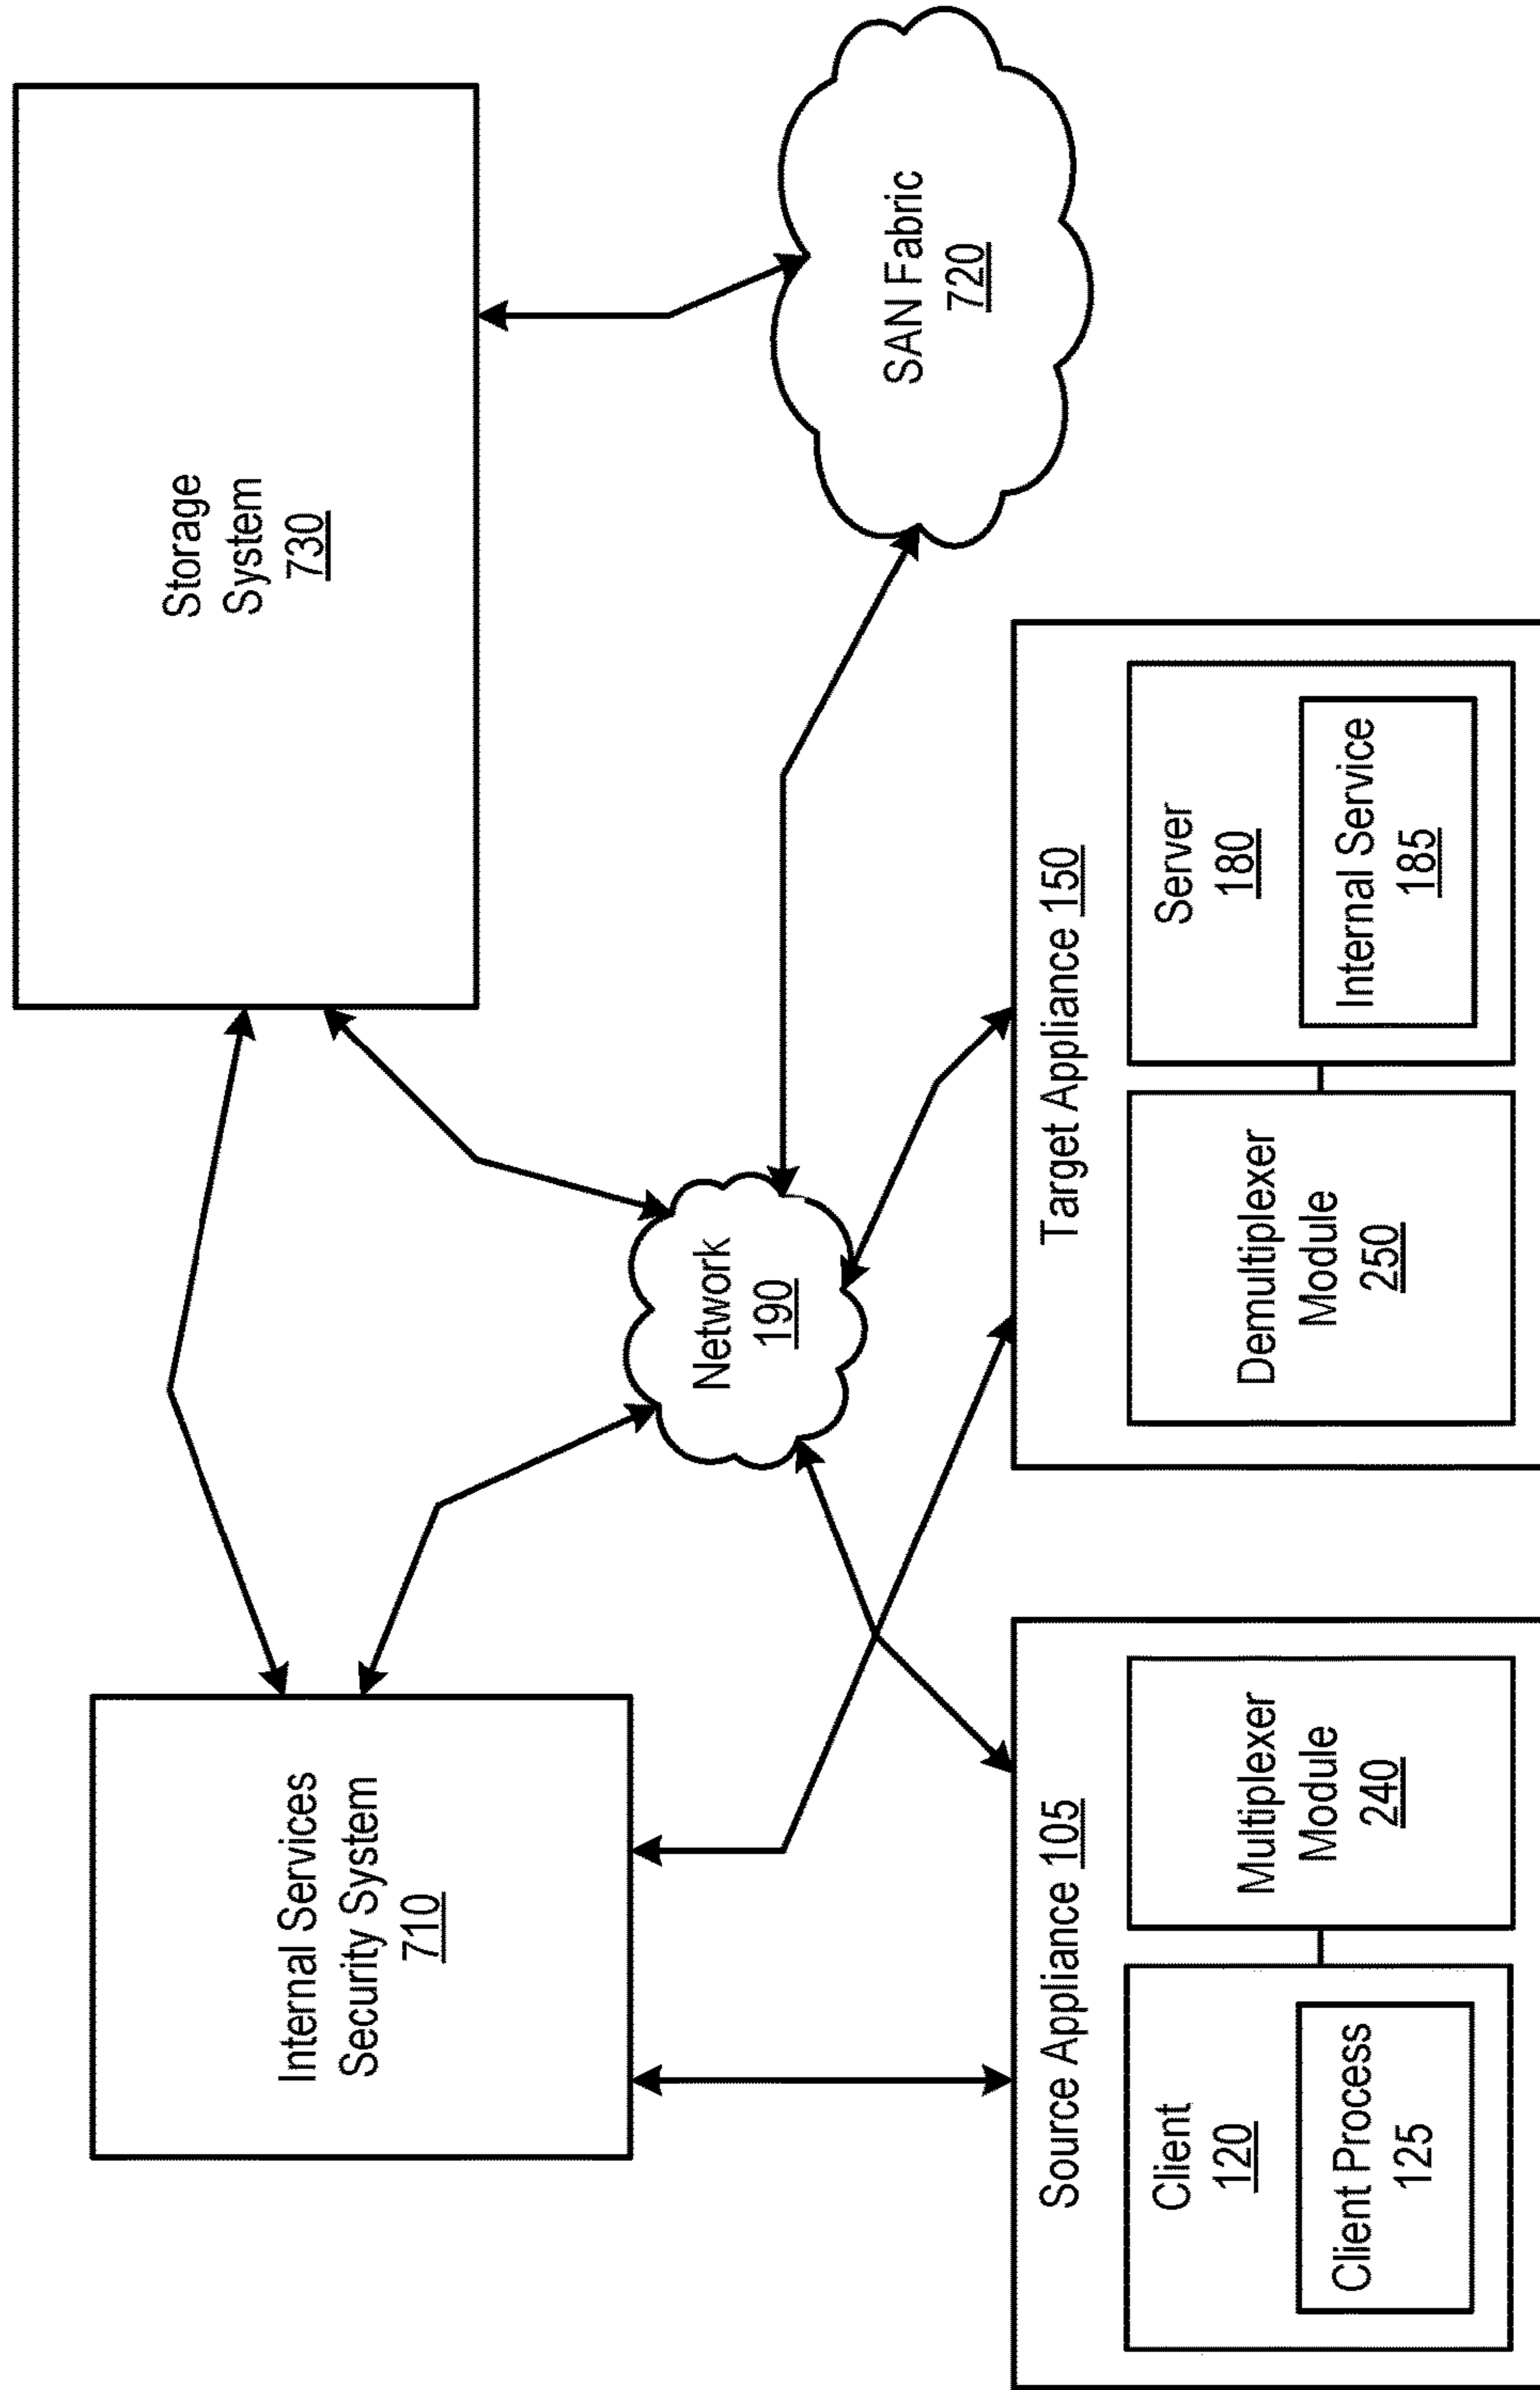 Internal Services
Security System
710
Storage
System
730
Network
190
SAN Fabric
720
Source Appliance 105
Client
120
Client Process
125
Multiplexer
Module
240
Target Appliance 150
Demultiplexer
Module
250
Server
180
Internal Service
185